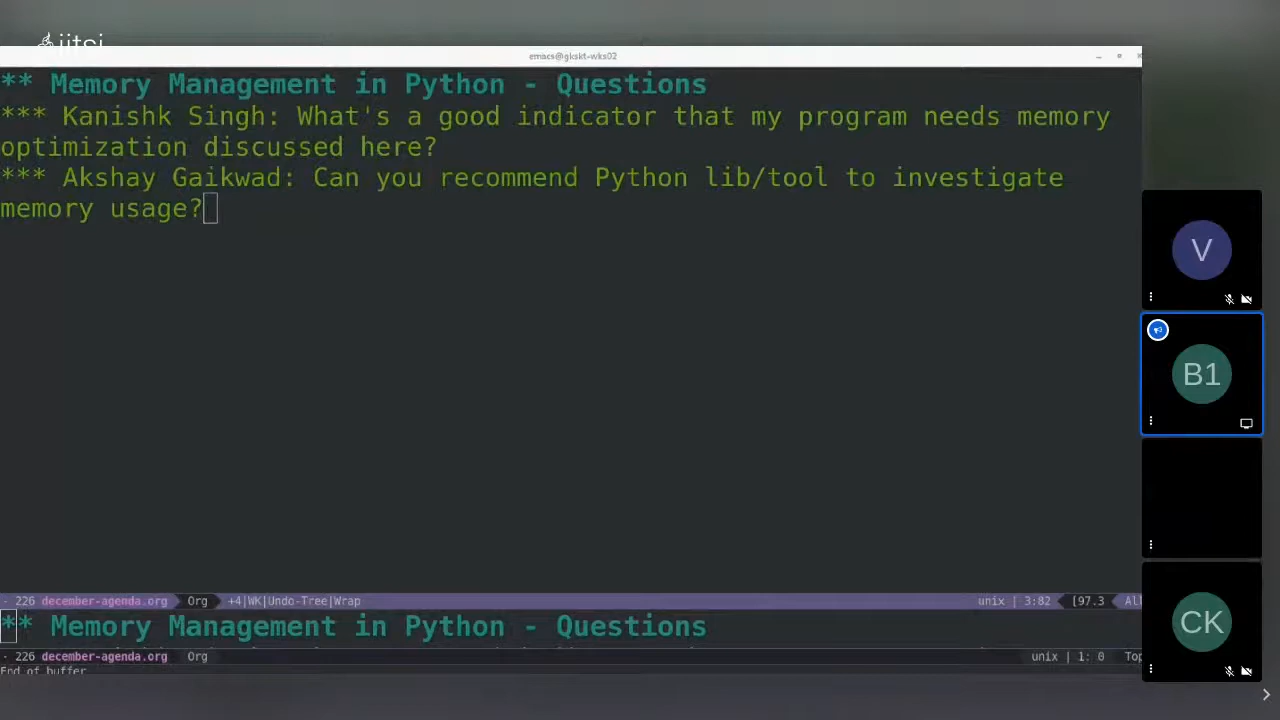 jitsi
emacs@gkskt-wks02
** Memory Management in Python - Questions
*** Kanishk Singh: What's a good indicator that my program needs memory
optimization discussed here?
*** Akshay Gaikwad: Can you recommend Python lib/tool to investigate
memory usage?
V
B1
CK
- 226 december-agenda.org Org +4|WK|Undo-Tree|Wrap unix | 3:82 [97.3 All
** Memory Management in Python - Questions
- 226 december-agenda.org Org unix | 1: 0 Top
End of buffer